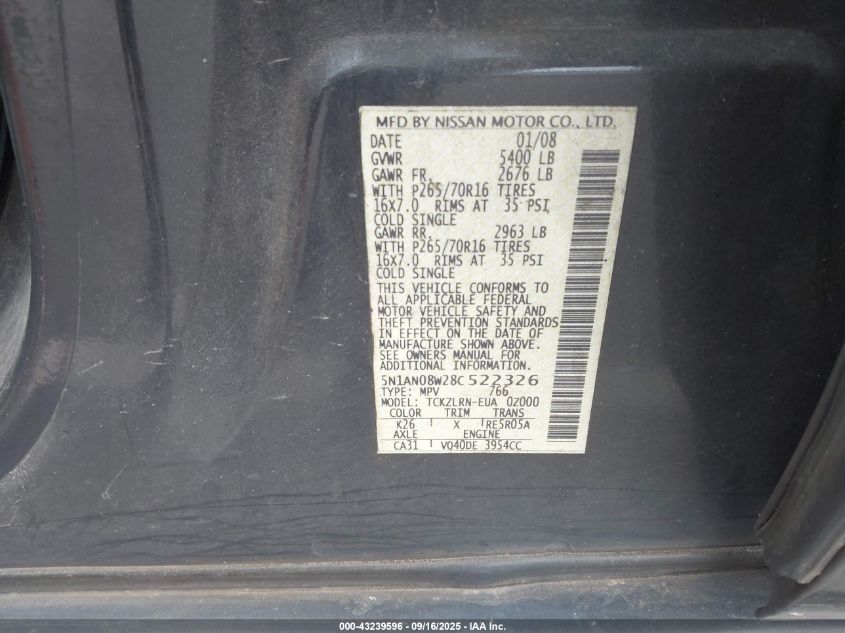 MFD BY NISSAN MOTOR CO., LTD.
DATE 01/08
GVWR 5400 LB
GAWR FR. 2676 LB
WITH P265/70R16 TIRES
16X7.0 RIMS AT 35 PSI
COLD SINGLE
GAWR RR. 2963 LB
WITH P265/70R16 TIRES
16X7.0 RIMS AT 35 PSI
COLD SINGLE
THIS VEHICLE CONFORMS TO
ALL APPLICABLE FEDERAL
MOTOR VEHICLE SAFETY AND
THEFT PREVENTION STANDARDS
IN EFFECT ON THE DATE OF
MANUFACTURE SHOWN ABOVE.
SEE OWNERS MANUAL FOR
ADDITIONAL INFORMATION.
5N1AN08W28C522326
TYPE: MPV 766
MODEL: TCKZLRN-EUA 0Z000
COLOR TRIM TRANS
K26 X RE5R05A
AXLE ENGINE
CA31 VQ40DE 3954CC
000-43239596 - 09/16/2025 - IAA Inc.